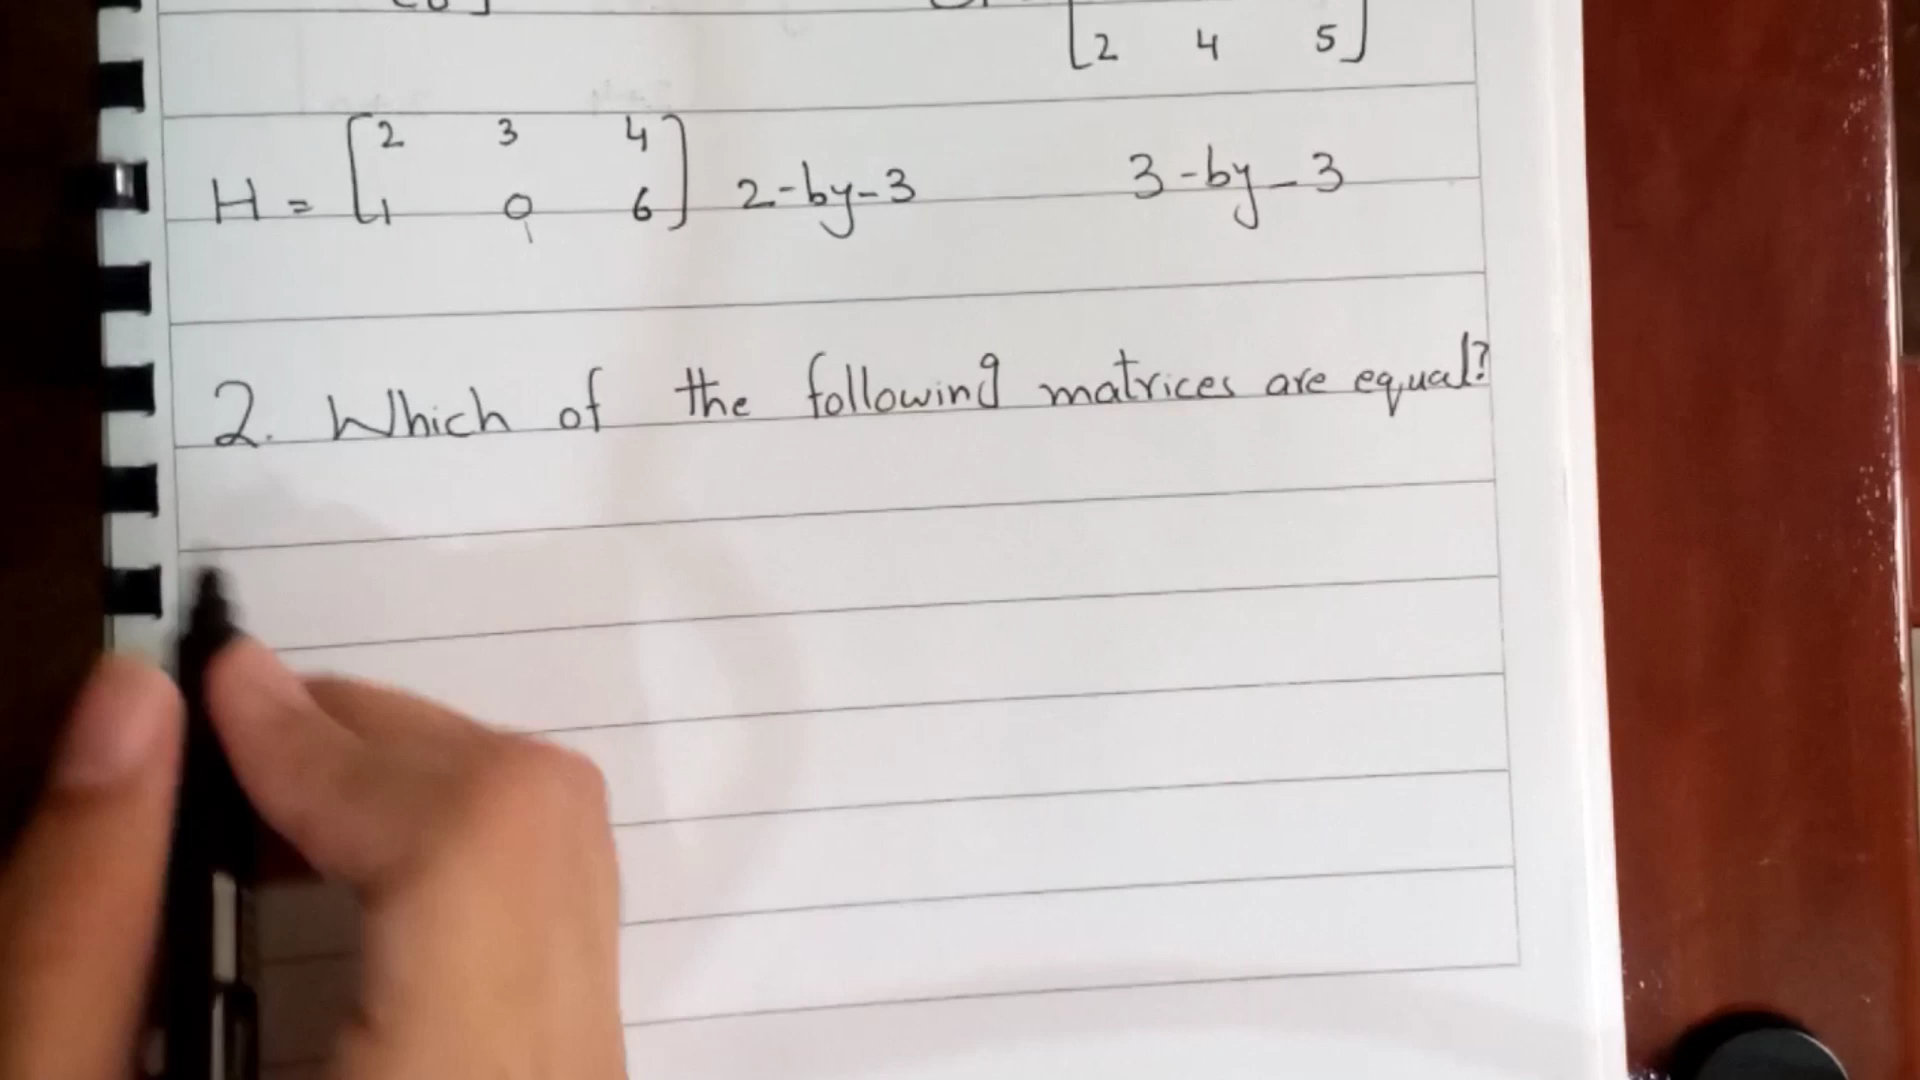 2 4 5
H = [2 3 4
1 0 6] 2-by-3 3-by-3
2. Which of the following matrices are equal?